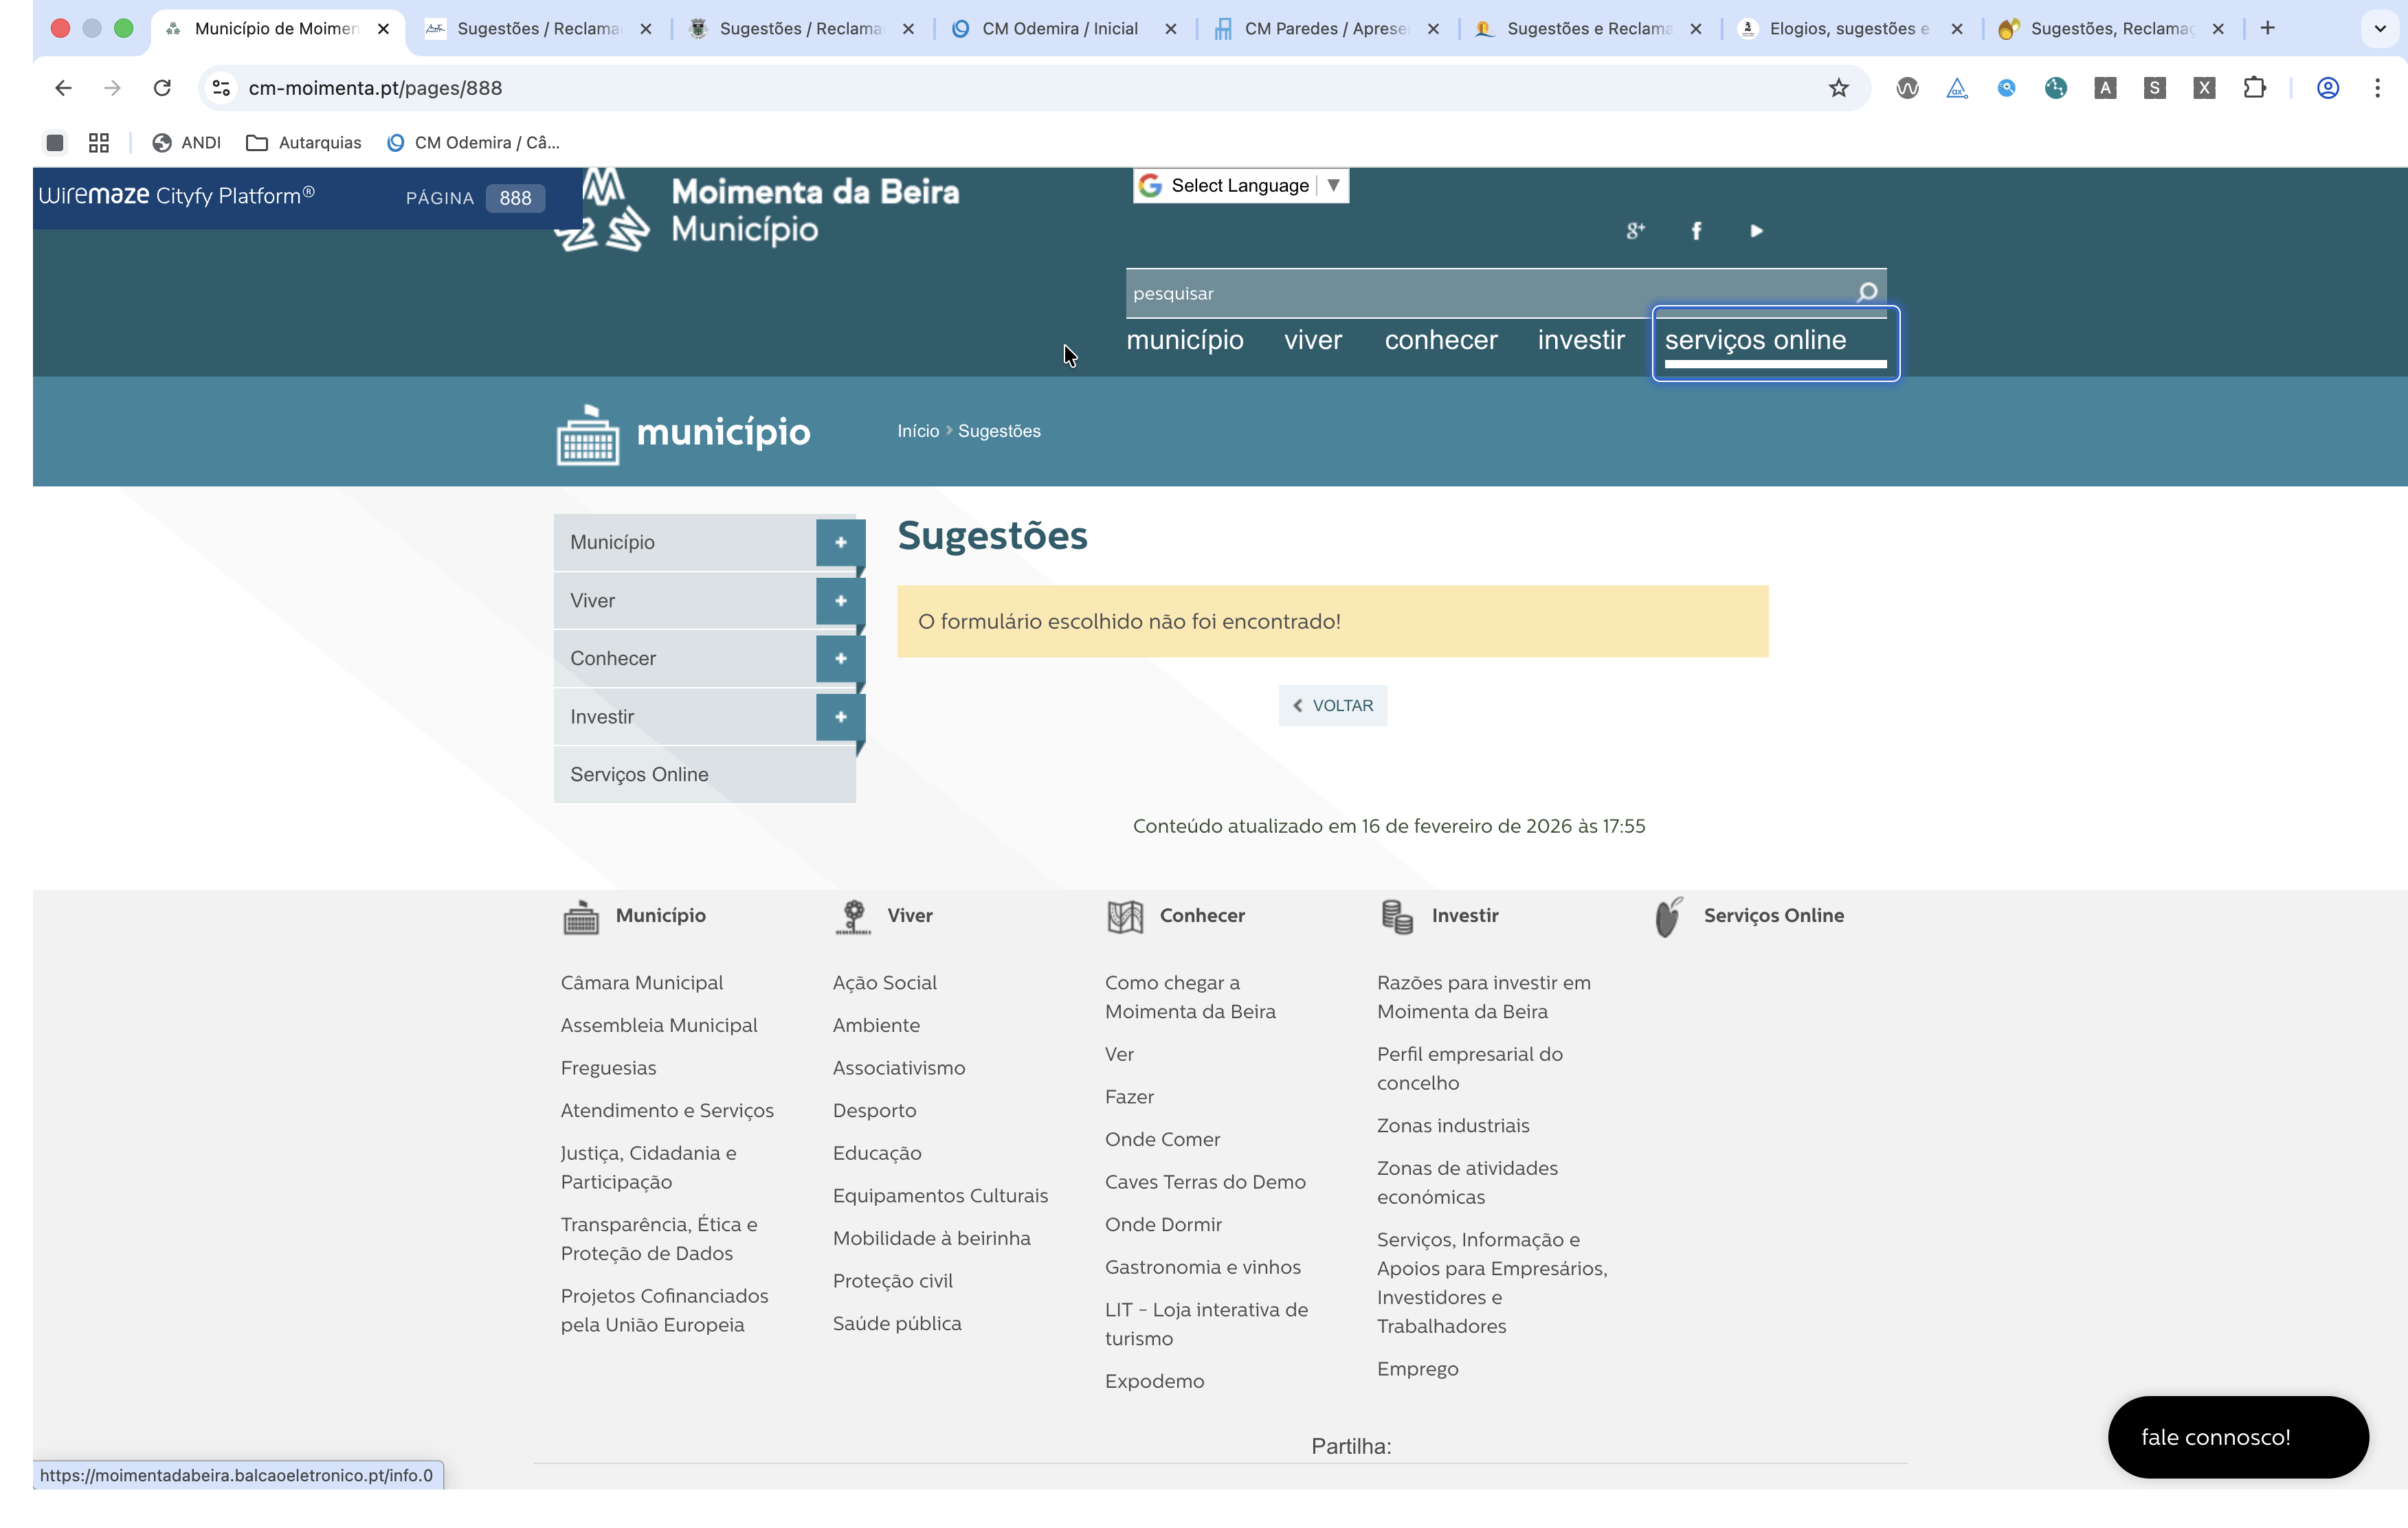 Município de Moimen
Sugestões / Reclama
Sugestões / Reclama
CM Odemira / Inicial
CM Paredes / Aprese
Sugestões e Reclama
Elogios, sugestões e
Sugestões, Reclamaç
cm-moimenta.pt/pages/888
A
S
X
ANDI
Autarquias
CM Odemira / Câ...
wiremaze Cityfy Platform®
PÁGINA 888
Moimenta da Beira
Município
Select Language ▼
g+ f
pesquisar
município viver conhecer investir serviços online
município
Início > Sugestões
Município
Viver
Conhecer
Investir
Serviços Online
Sugestões
O formulário escolhido não foi encontrado!
VOLTAR
Conteúdo atualizado em 16 de fevereiro de 2026 às 17:55
Município
Câmara Municipal
Assembleia Municipal
Freguesias
Atendimento e Serviços
Justiça, Cidadania e
Participação
Transparência, Ética e
Proteção de Dados
Projetos Cofinanciados
pela União Europeia
Viver
Ação Social
Ambiente
Associativismo
Desporto
Educação
Equipamentos Culturais
Mobilidade à beirinha
Proteção civil
Saúde pública
Conhecer
Como chegar a
Moimenta da Beira
Ver
Fazer
Onde Comer
Caves Terras do Demo
Onde Dormir
Gastronomia e vinhos
LIT - Loja interativa de
turismo
Expodemo
Investir
Razões para investir em
Moimenta da Beira
Perfil empresarial do
concelho
Zonas industriais
Zonas de atividades
económicas
Serviços, Informação e
Apoios para Empresários,
Investidores e
Trabalhadores
Emprego
Serviços Online
Partilha:
fale connosco!
https://moimentadabeira.balcaoeletronico.pt/info.0